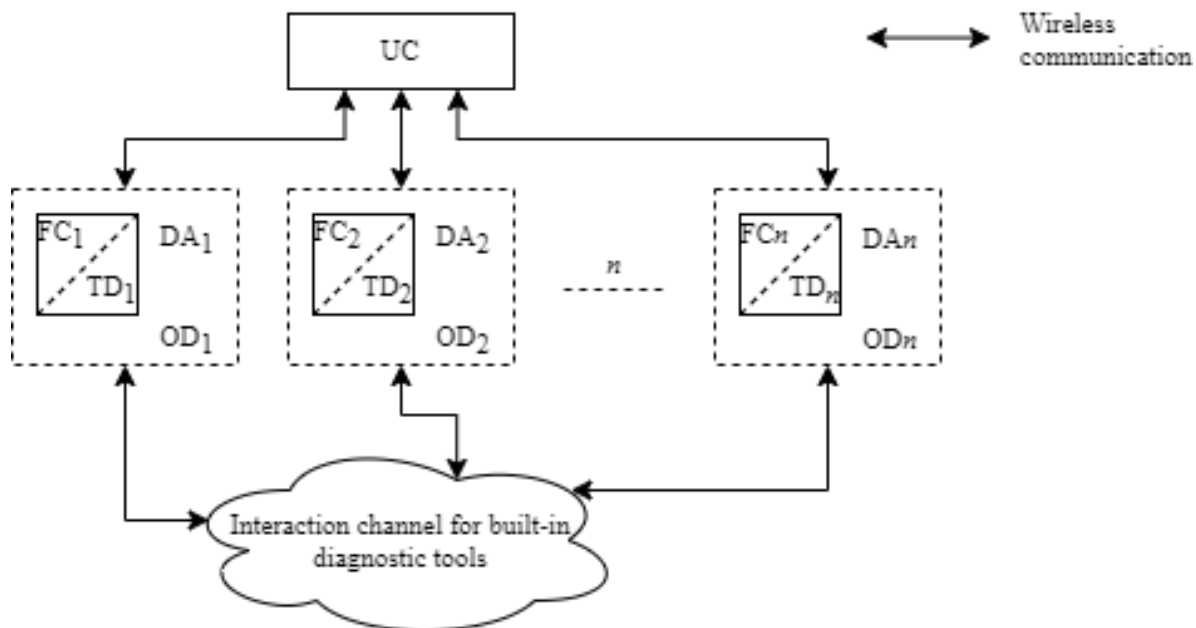 UC
Wireless
communication
FC1
DA1
TD1
OD1
FC2
DA2
TD2
OD2
n
FCn
DAn
TDn
ODn
Interaction channel for built-in
diagnostic tools